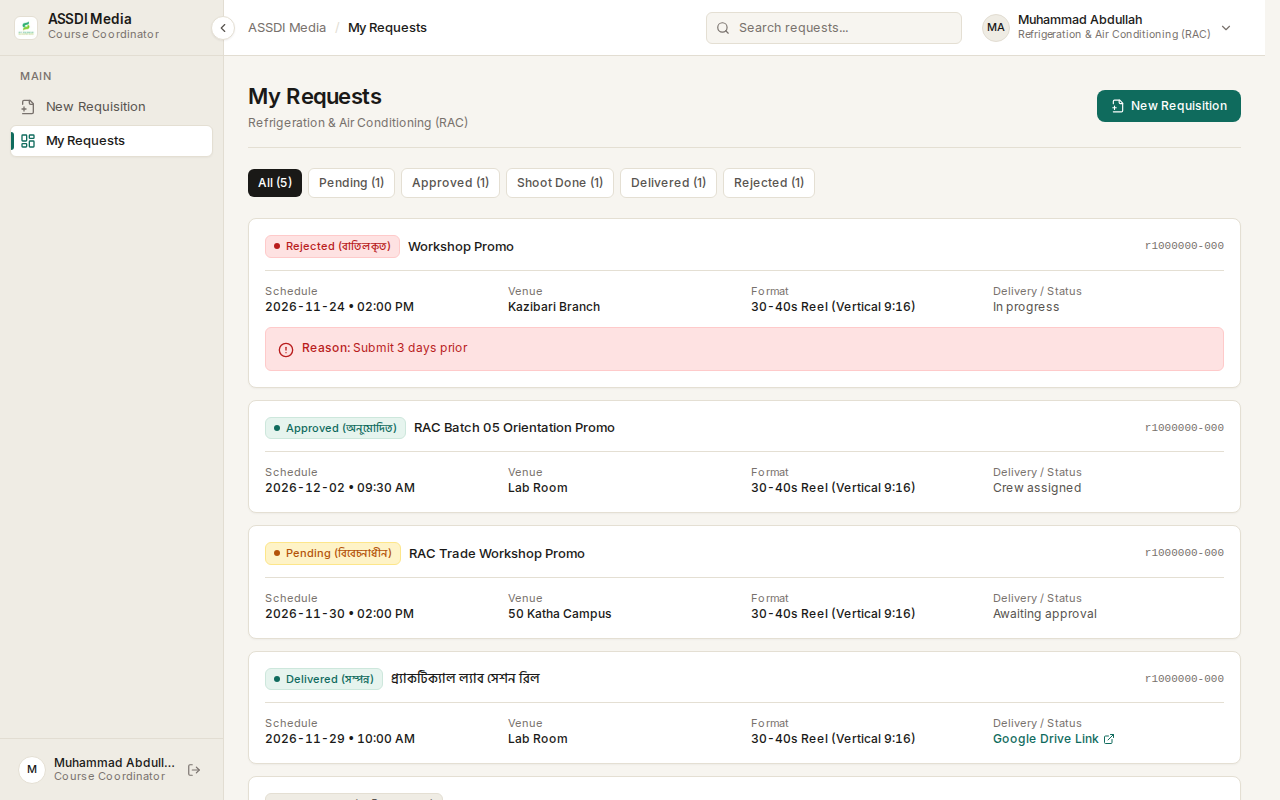 ASSDI Media
Course Coordinator
MAIN
New Requisition
My Requests
ASSDI Media / My Requests
Search requests...
MA
Muhammad Abdullah
Refrigeration & Air Conditioning (RAC)
My Requests
Refrigeration & Air Conditioning (RAC)
New Requisition
All (5)
Pending (1)
Approved (1)
Shoot Done (1)
Delivered (1)
Rejected (1)
Rejected (বাতিলকৃত) Workshop Promo r1000000-000
Schedule Venue Format Delivery / Status
2026-11-24 • 02:00 PM Kazibari Branch 30-40s Reel (Vertical 9:16) In progress
Reason: Submit 3 days prior
Approved (অনুমোদিত) RAC Batch 05 Orientation Promo r1000000-000
Schedule Venue Format Delivery / Status
2026-12-02 • 09:30 AM Lab Room 30-40s Reel (Vertical 9:16) Crew assigned
Pending (বিবেচনাধীন) RAC Trade Workshop Promo r1000000-000
Schedule Venue Format Delivery / Status
2026-11-30 • 02:00 PM 50 Katha Campus 30-40s Reel (Vertical 9:16) Awaiting approval
Delivered (সম্পন্ন) প্র্যাকটিক্যাল ল্যাব সেশন রিল r1000000-000
Schedule Venue Format Delivery / Status
2026-11-29 • 10:00 AM Lab Room 30-40s Reel (Vertical 9:16) Google Drive Link
M
Muhammad Abdull...
Course Coordinator